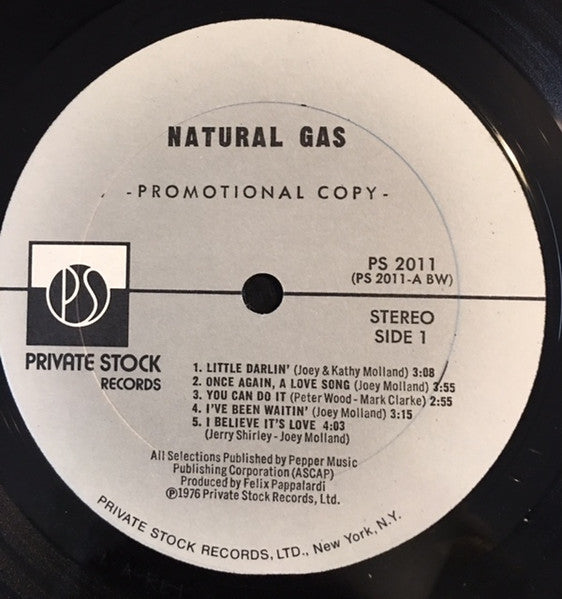 NATURAL GAS
- PROMOTIONAL COPY -
PS 2011
(PS 2011-A BW)
STEREO
SIDE 1
PS
PRIVATE STOCK
RECORDS
1. LITTLE DARLIN' (Joey & Kathy Molland) 3:08
2. ONCE AGAIN, A LOVE SONG (Joey Molland) 3:55
3. YOU CAN DO IT (Peter Wood - Mark Clarke) 2:55
4. I'VE BEEN WAITIN' (Joey Molland) 3:15
5. I BELIEVE IT'S LOVE 4:03
(Jerry Shirley - Joey Molland)
All Selections Published by Pepper Music
Publishing Corporation (ASCAP)
Produced by Felix Pappalardi
Ⓟ1976 Private Stock Records, Ltd.
PRIVATE STOCK RECORDS, LTD., New York, N.Y.